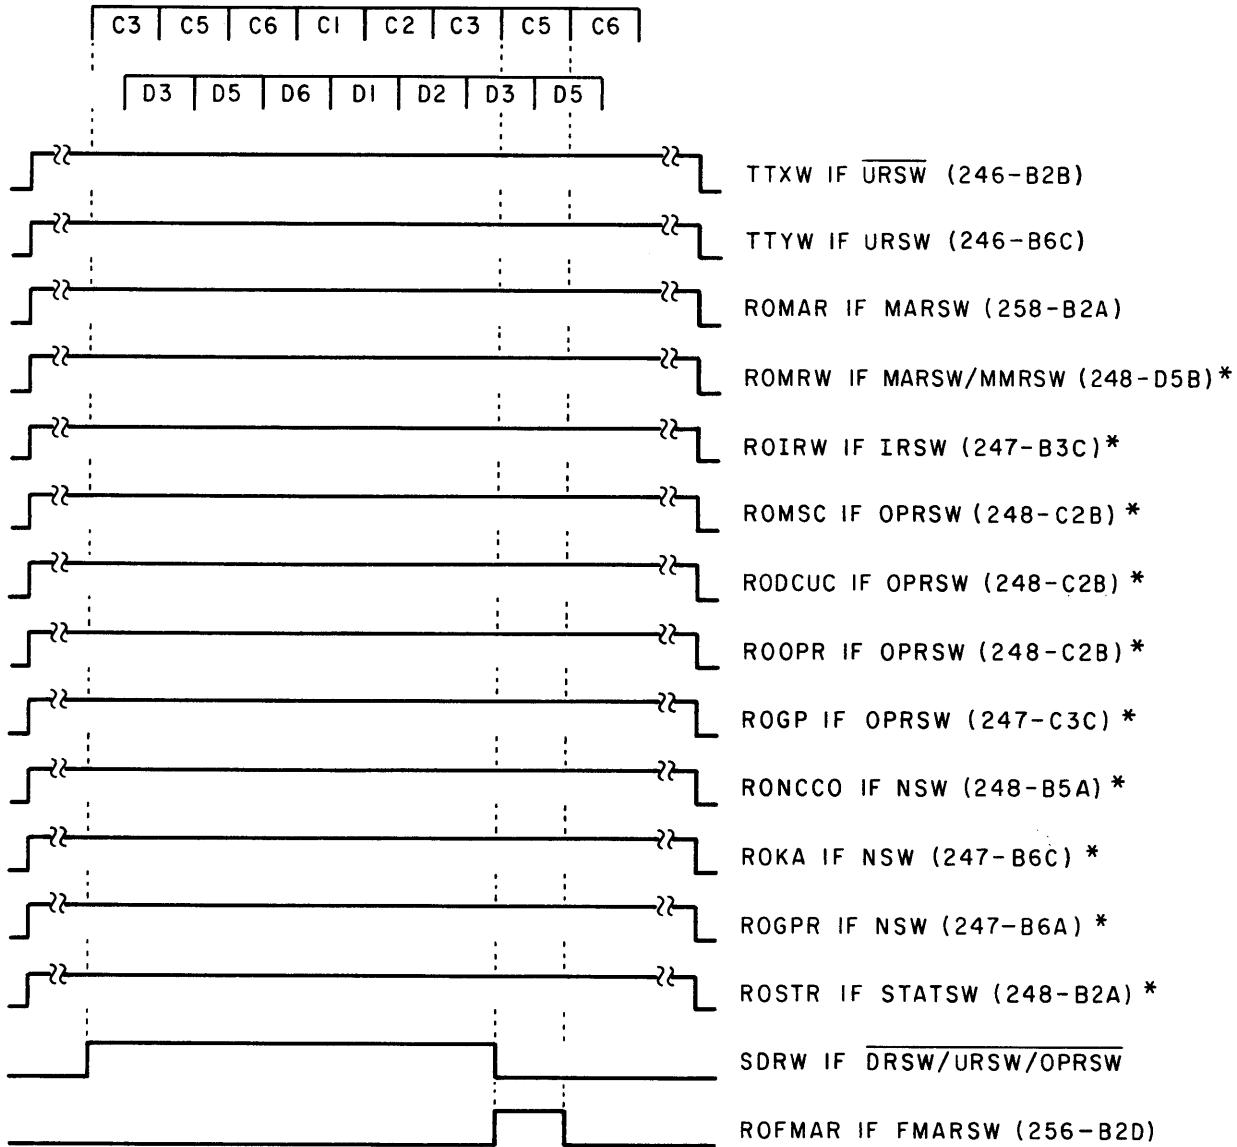 C3 C5 C6 C1 C2 C3 C5 C6
D3 D5 D6 D1 D2 D3 D5
TTXW IF URSW (246-B2B)
TTYW IF URSW (246-B6C)
ROMAR IF MARSW (258-B2A)
ROMRW IF MARSW/MMRSW (248-D5B)*
ROIRW IF IRSW (247-B3C)*
ROMSC IF OPRSW (248-C2B)*
RODCUC IF OPRSW (248-C2B)*
ROOPR IF OPRSW (248-C2B)*
ROGP IF OPRSW (247-C3C)*
RONCCO IF NSW (248-B5A)*
ROKA IF NSW (247-B6C)*
ROGPR IF NSW (247-B6A)*
ROSTR IF STATSW (248-B2A)*
SDRW IF DRSW/URSW/OPRSW
ROFMAR IF FMARSW (256-B2D)